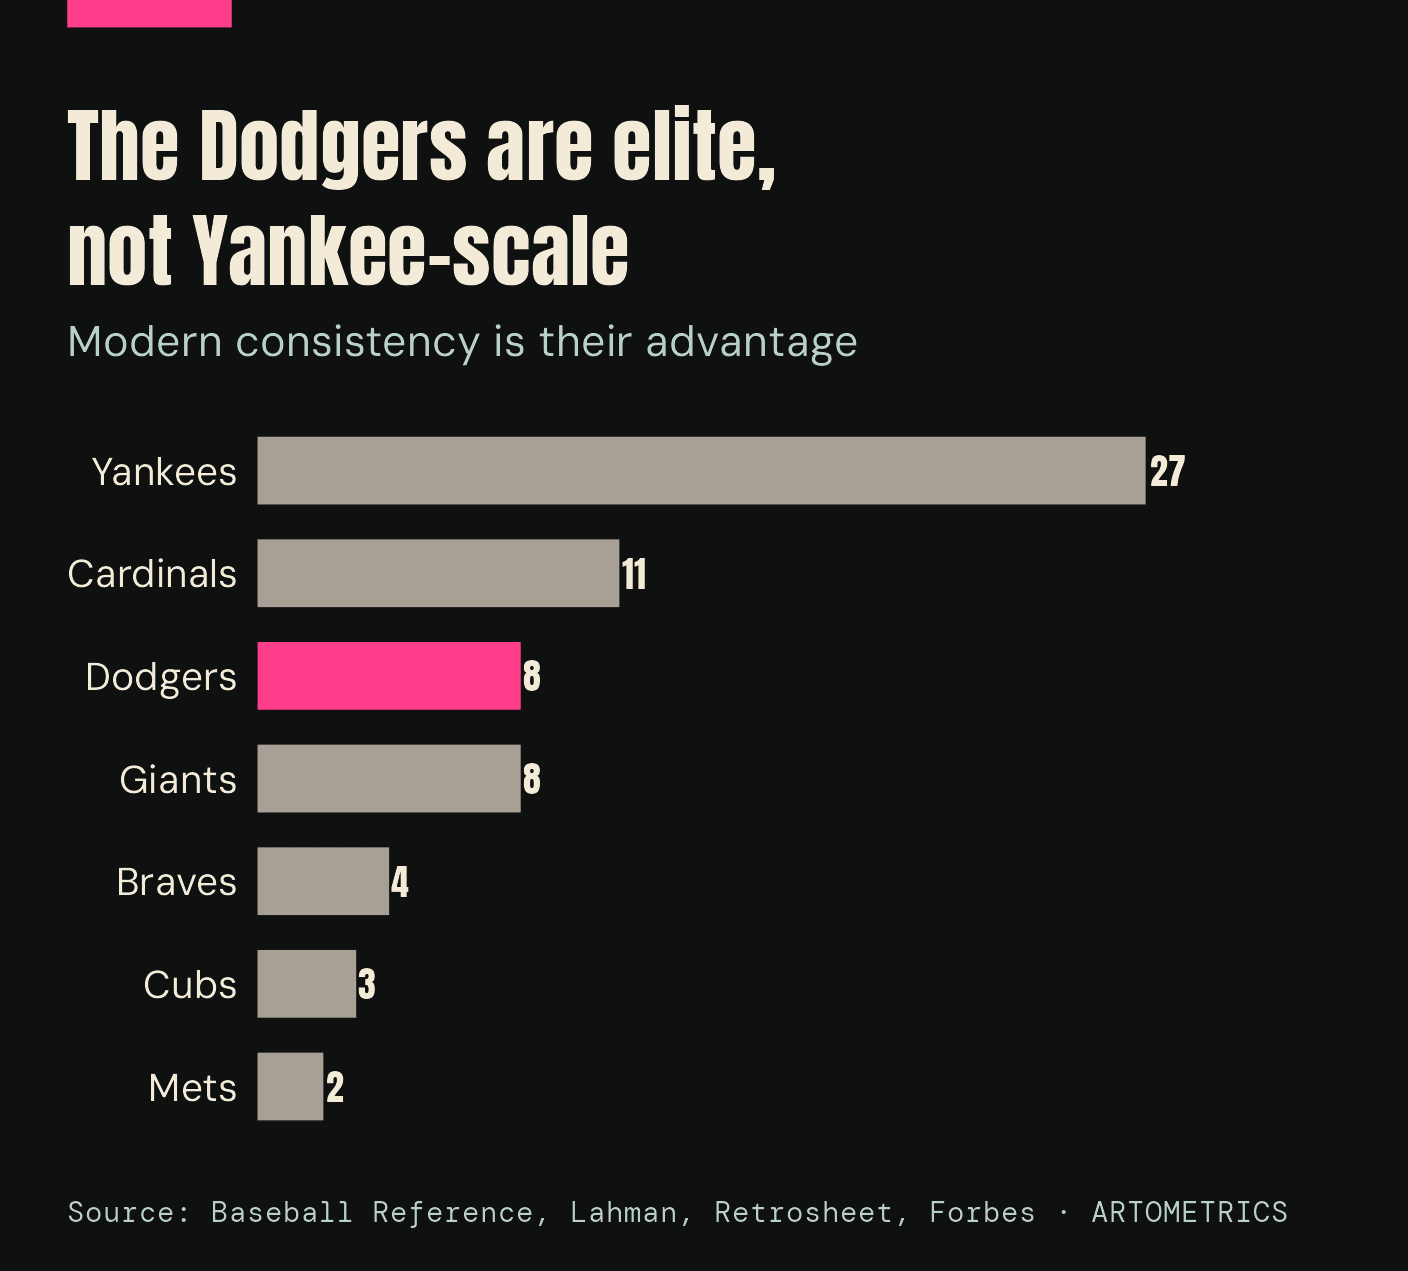 The Dodgers are elite,
not Yankee-scale
Modern consistency is their advantage
Yankees 27
Cardinals 11
Dodgers 8
Giants 8
Braves 4
Cubs 3
Mets 2
Source: Baseball Reference, Lahman, Retrosheet, Forbes · ARTOMETRICS